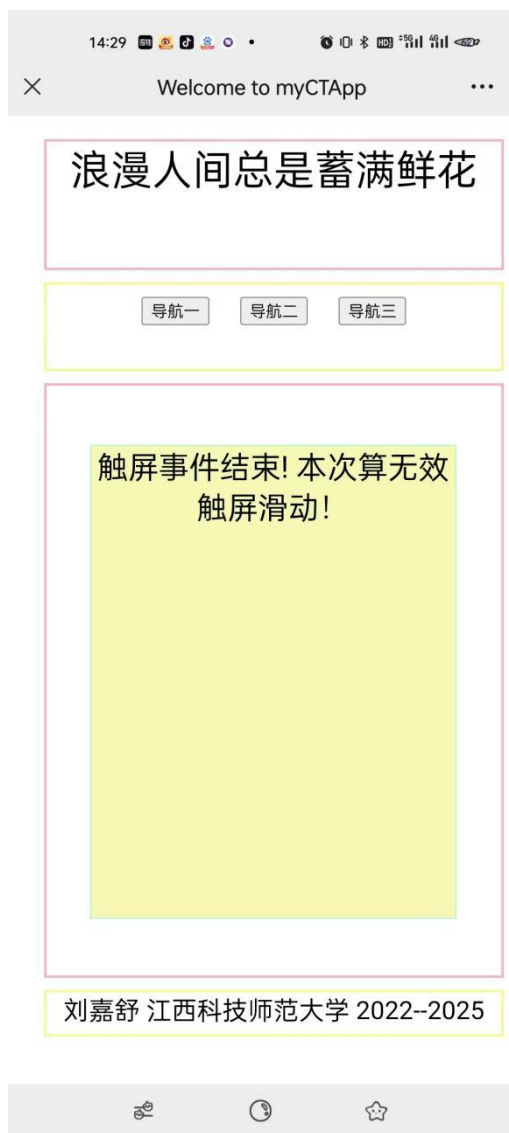 14:29
Welcome to myCTApp
浪漫人间总是蓄满鲜花
导航一 导航二 导航三
触屏事件结束! 本次算无效
触屏滑动!
刘嘉舒 江西科技师范大学 2022--2025